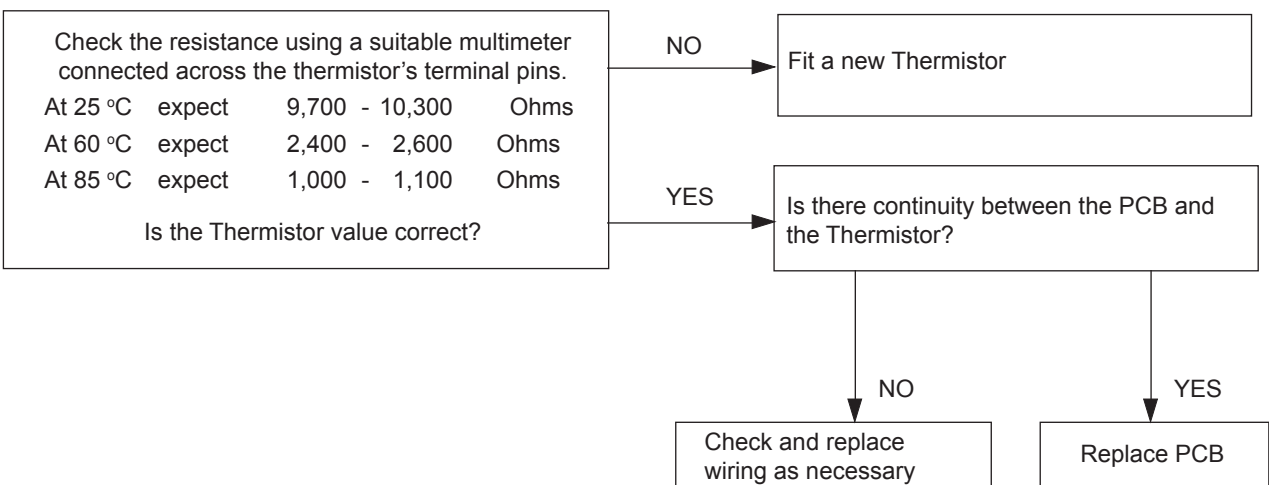 Check the resistance using a suitable multimeter
connected across the thermistor's terminal pins.
At 25 °C expect 9,700 - 10,300 Ohms
At 60 °C expect 2,400 - 2,600 Ohms
At 85 °C expect 1,000 - 1,100 Ohms
Is the Thermistor value correct?
NO
Fit a new Thermistor
YES
Is there continuity between the PCB and
the Thermistor?
NO
Check and replace
wiring as necessary
YES
Replace PCB